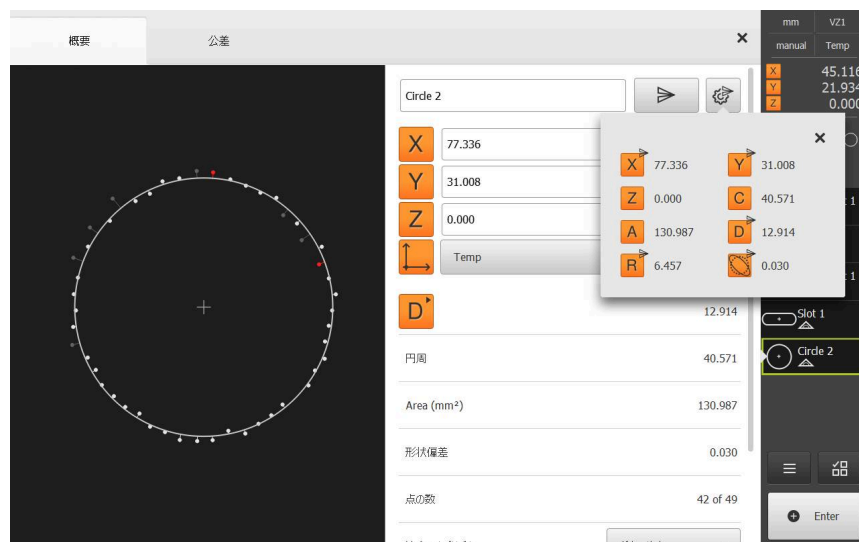 概要
公差
mm VZ1
manual Temp
X 45.116
Y 21.934
Z 0.000
Circle 2
X 77.336
Y 31.008
Z 0.000
Temp
X 77.336 Y 31.008
Z 0.000 C 40.571
A 130.987 D 12.914
R 6.457 0.030
D 12.914
円周 40.571
Area (mm²) 130.987
形状偏差 0.030
点の数 42 of 49
1
1
Slot 1
Circle 2
Enter